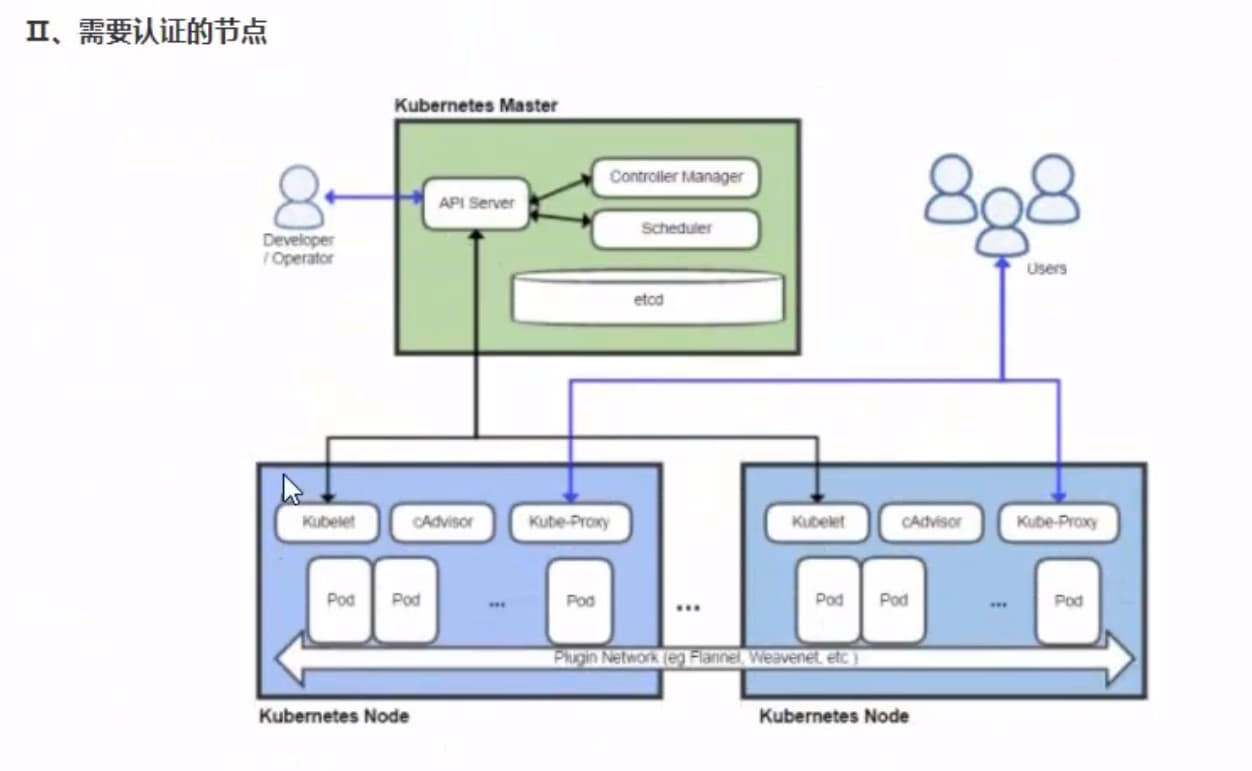 II、需要认证的节点
Kubernetes Master
Controller Manager
API Server
Scheduler
Developer
/ Operator
etcd
Users
Kubelet
cAdvisor
Kube-Proxy
Kubelet
cAdvisor
Kube-Proxy
Pod
Pod
...
Pod
...
Pod
Pod
...
Pod
Plugin Network (eg Flannel, Weavenet, etc )
Kubernetes Node
Kubernetes Node